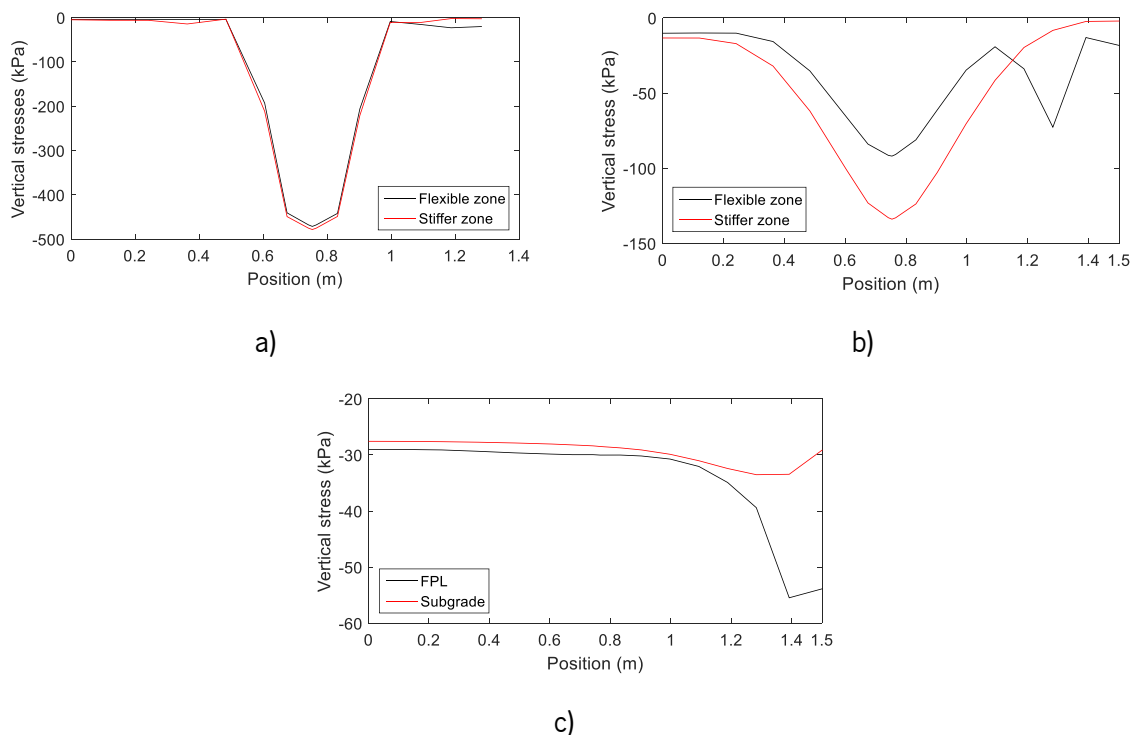 Vertical stresses (kPa)
0
-100
-200
-300
-400
-500
0 0.2 0.4 0.6 0.8 1 1.2 1.4
Position (m)
Flexible zone
Stiffer zone
a)
Vertical stress (kPa)
0
-50
-100
-150
0 0.2 0.4 0.6 0.8 1 1.2 1.4 1.5
Position (m)
Flexible zone
Stiffer zone
b)
Vertical stress (kPa)
-20
-30
-40
-50
-60
0 0.2 0.4 0.6 0.8 1 1.2 1.4 1.5
Position (m)
FPL
Subgrade
c)